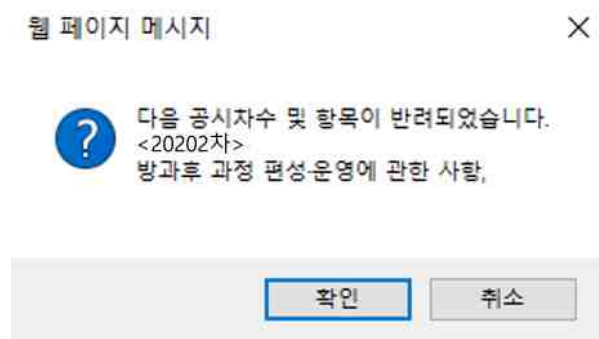 웹 페이지 메시지
다음 공시차수 및 항목이 반려되었습니다.
<20202차>
방과후 과정 편성·운영에 관한 사항,
확인
취소